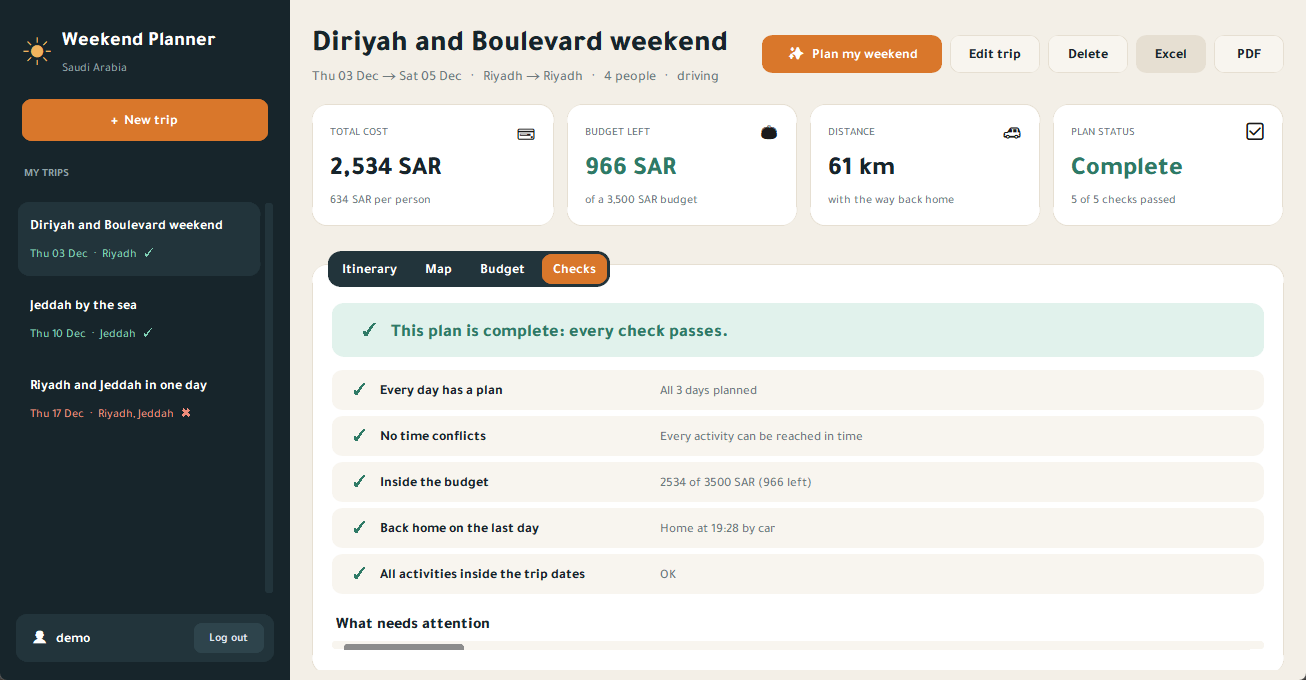 Weekend Planner
Saudi Arabia
+ New trip
MY TRIPS
Diriyah and Boulevard weekend
Thu 03 Dec · Riyadh ✓
Jeddah by the sea
Thu 10 Dec · Jeddah ✓
Riyadh and Jeddah in one day
Thu 17 Dec · Riyadh, Jeddah ✖
demo
Log out
Diriyah and Boulevard weekend
Thu 03 Dec → Sat 05 Dec · Riyadh → Riyadh · 4 people · driving
Plan my weekend
Edit trip
Delete
Excel
PDF
TOTAL COST
2,534 SAR
634 SAR per person
BUDGET LEFT
966 SAR
of a 3,500 SAR budget
DISTANCE
61 km
with the way back home
PLAN STATUS
Complete
5 of 5 checks passed
Itinerary Map Budget Checks
✓ This plan is complete: every check passes.
✓ Every day has a plan All 3 days planned
✓ No time conflicts Every activity can be reached in time
✓ Inside the budget 2534 of 3500 SAR (966 left)
✓ Back home on the last day Home at 19:28 by car
✓ All activities inside the trip dates OK
What needs attention